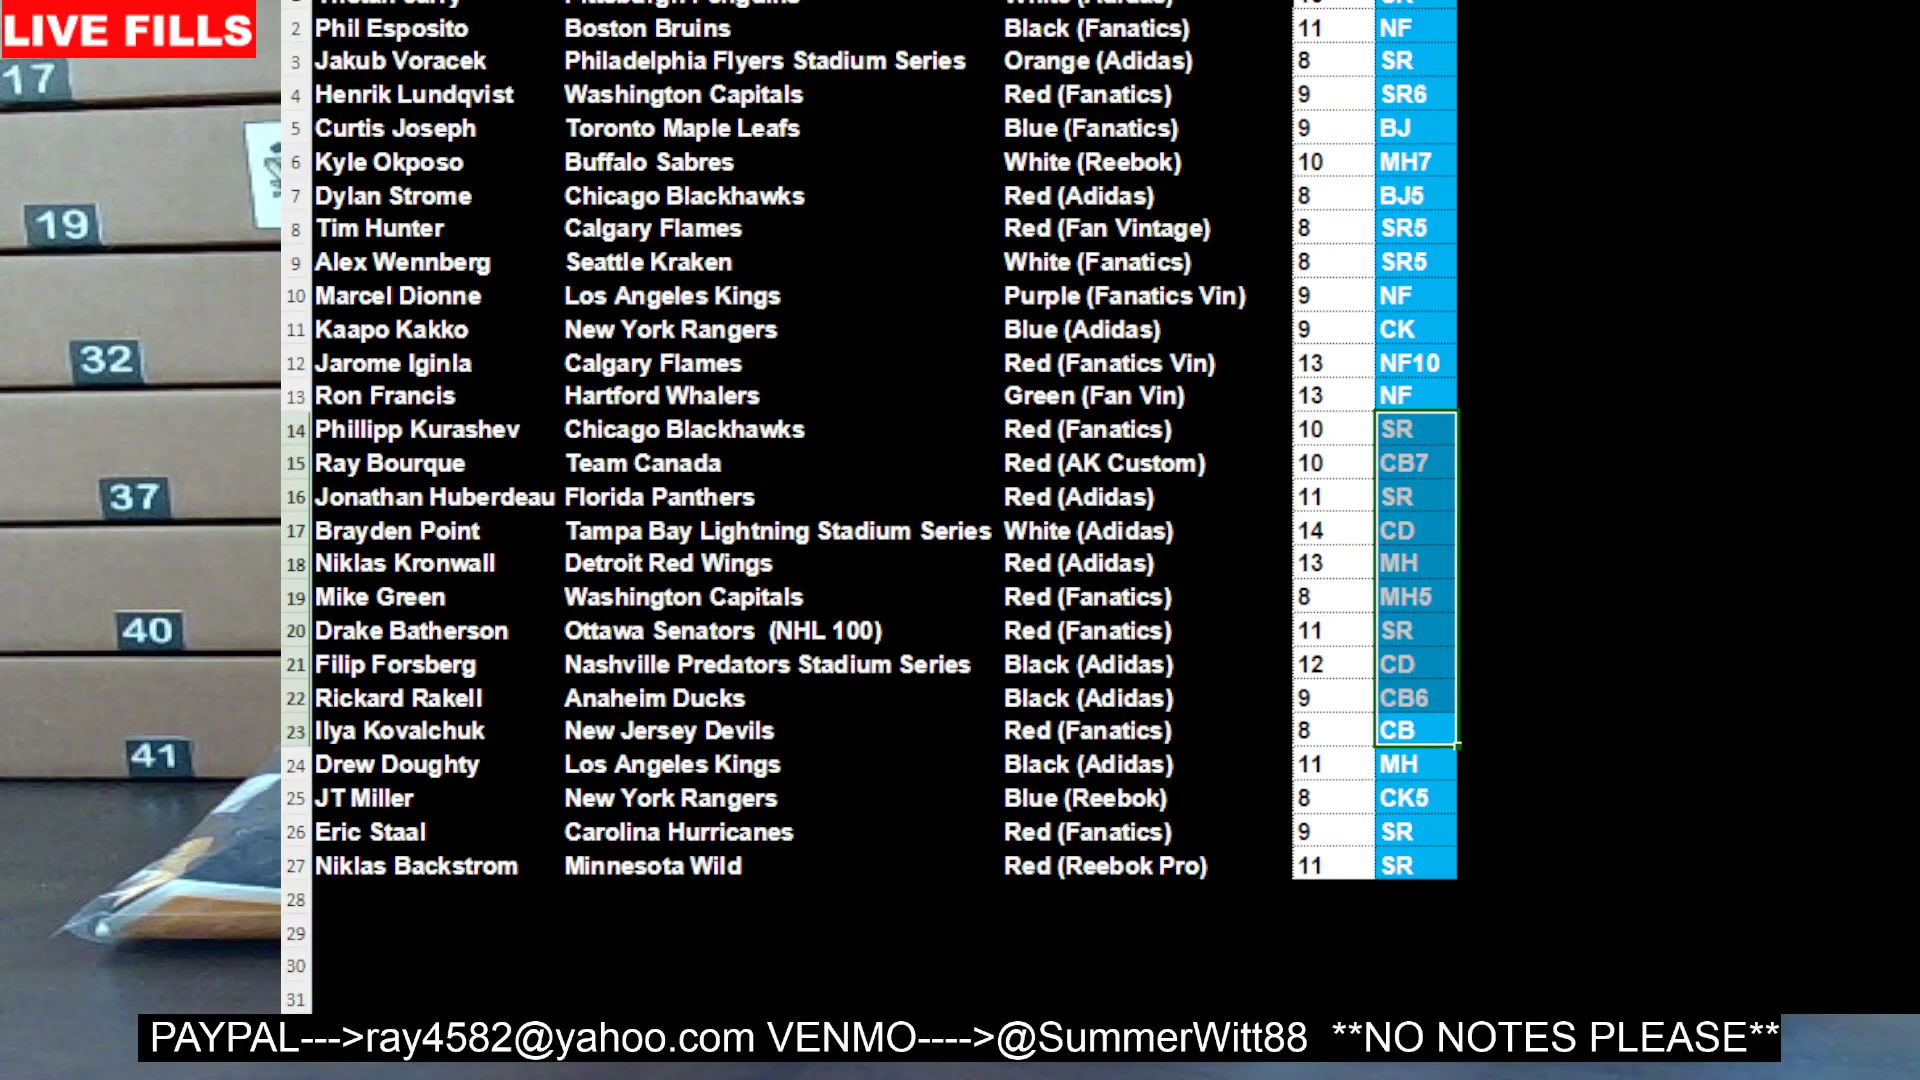 LIVE FILLS
17
19
32
37
40
41
2 Phil Esposito Boston Bruins Black (Fanatics) 11 NF
3 Jakub Voracek Philadelphia Flyers Stadium Series Orange (Adidas) 8 SR
4 Henrik Lundqvist Washington Capitals Red (Fanatics) 9 SR6
5 Curtis Joseph Toronto Maple Leafs Blue (Fanatics) 9 BJ
6 Kyle Okposo Buffalo Sabres White (Reebok) 10 MH7
7 Dylan Strome Chicago Blackhawks Red (Adidas) 8 BJ5
8 Tim Hunter Calgary Flames Red (Fan Vintage) 8 SR5
9 Alex Wennberg Seattle Kraken White (Fanatics) 8 SR5
10 Marcel Dionne Los Angeles Kings Purple (Fanatics Vin) 9 NF
11 Kaapo Kakko New York Rangers Blue (Adidas) 9 CK
12 Jarome Iginla Calgary Flames Red (Fanatics Vin) 13 NF10
13 Ron Francis Hartford Whalers Green (Fan Vin) 13 NF
14 Phillipp Kurashev Chicago Blackhawks Red (Fanatics) 10 SR
15 Ray Bourque Team Canada Red (AK Custom) 10 CB7
16 Jonathan Huberdeau Florida Panthers Red (Adidas) 11 SR
17 Brayden Point Tampa Bay Lightning Stadium Series White (Adidas) 14 CD
18 Niklas Kronwall Detroit Red Wings Red (Adidas) 13 MH
19 Mike Green Washington Capitals Red (Fanatics) 8 MH5
20 Drake Batherson Ottawa Senators (NHL 100) Red (Fanatics) 11 SR
21 Filip Forsberg Nashville Predators Stadium Series Black (Adidas) 12 CD
22 Rickard Rakell Anaheim Ducks Black (Adidas) 9 CB6
23 Ilya Kovalchuk New Jersey Devils Red (Fanatics) 8 CB
24 Drew Doughty Los Angeles Kings Black (Adidas) 11 MH
25 JT Miller New York Rangers Blue (Reebok) 8 CK5
26 Eric Staal Carolina Hurricanes Red (Fanatics) 9 SR
27 Niklas Backstrom Minnesota Wild Red (Reebok Pro) 11 SR
28
29
30
31
PAYPAL--->ray4582@yahoo.com VENMO---->@SummerWitt88 **NO NOTES PLEASE**